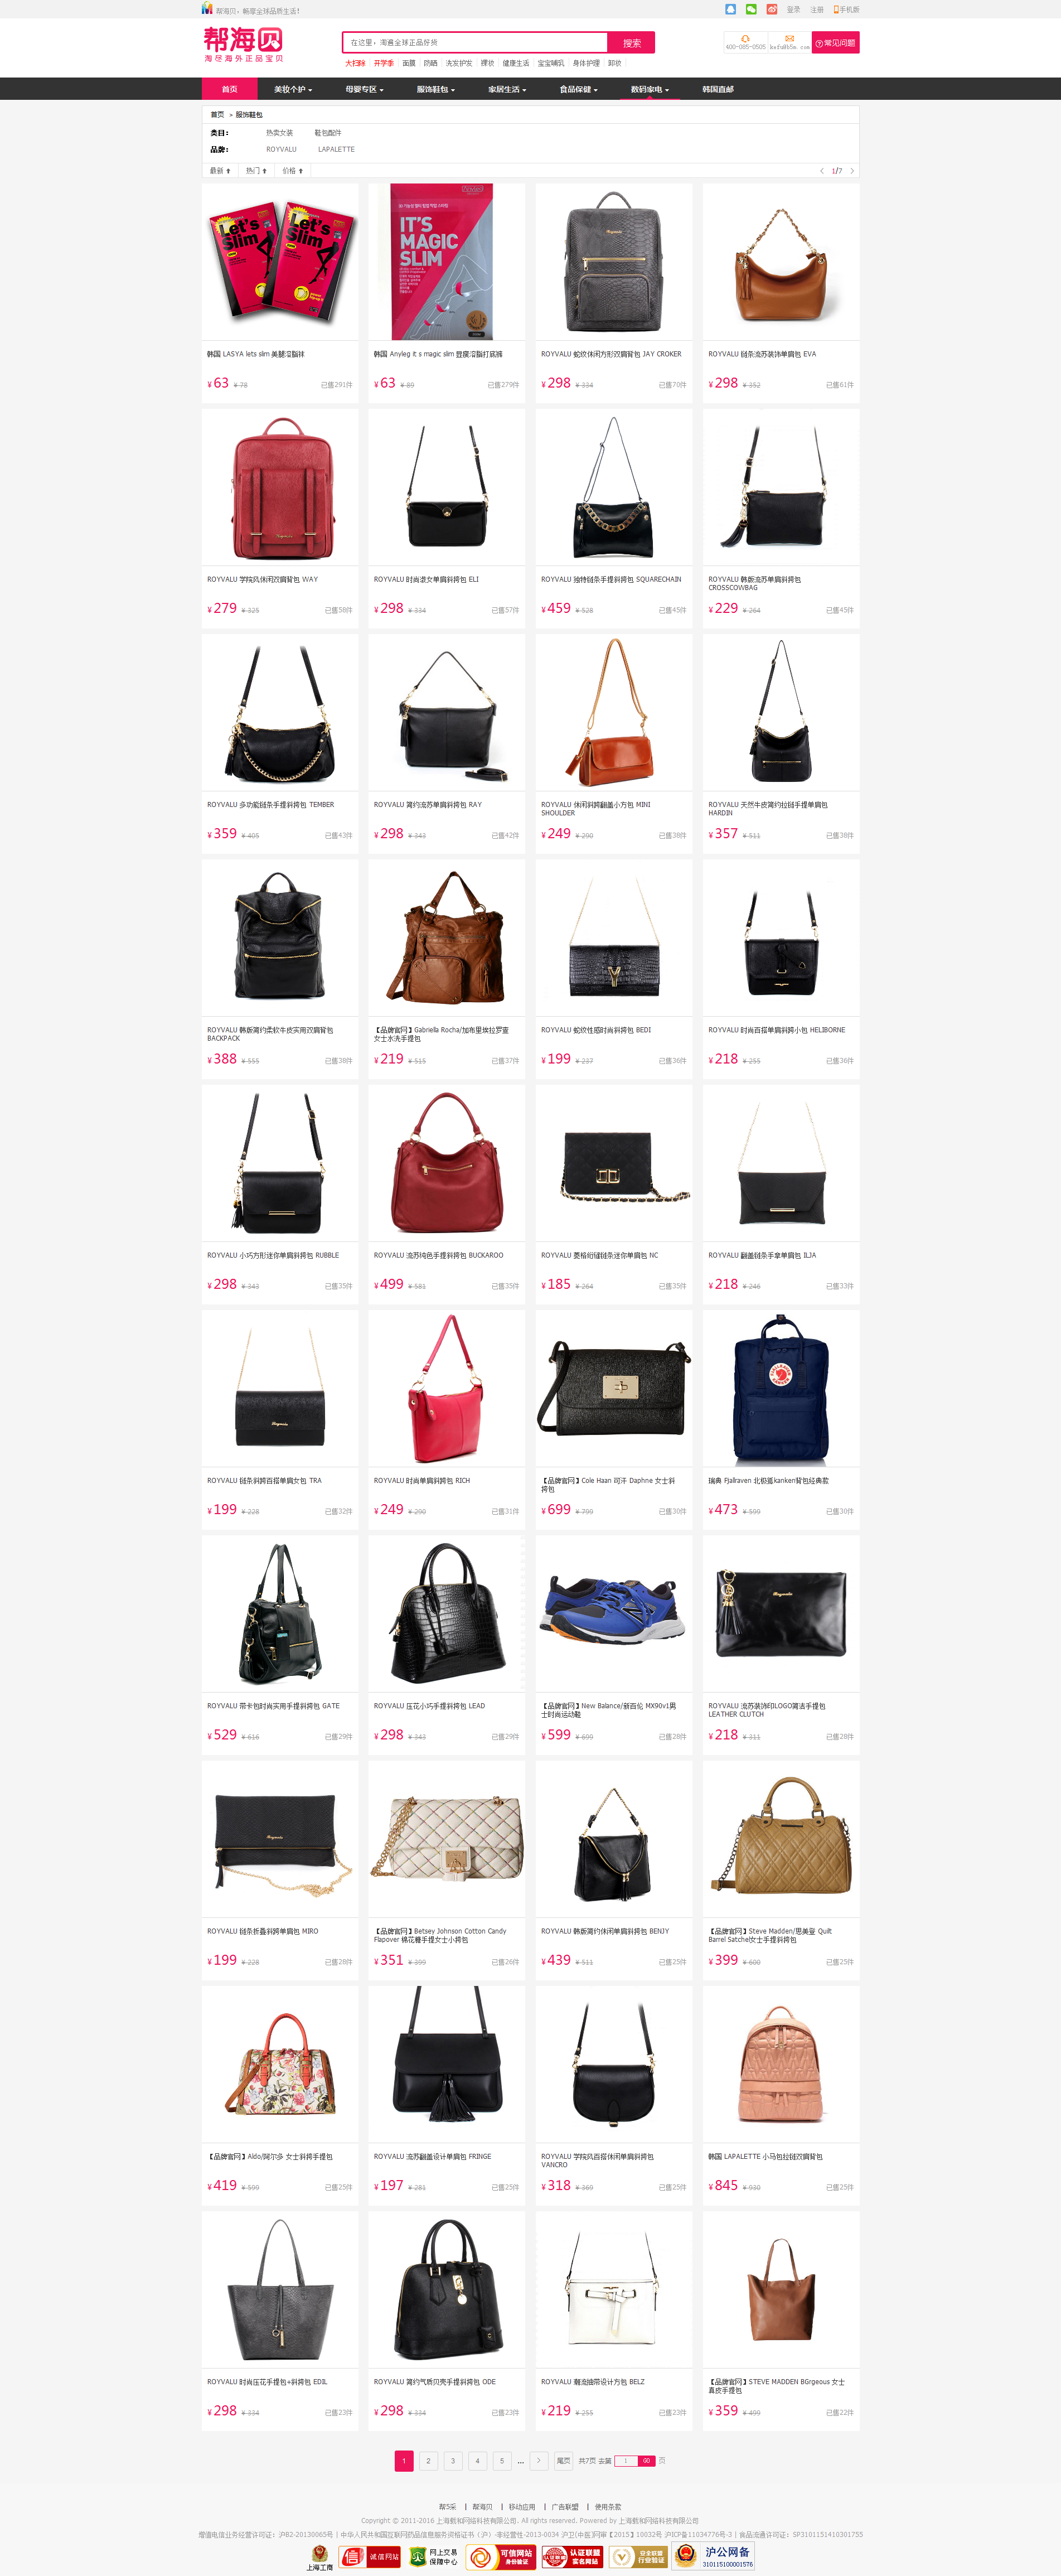 帮海贝,畅享全球品质生活!
登录 注册 手机版
帮海贝
淘尽海外正品宝贝
在这里,淘遍全球正品好货
搜索
400-085-0505
kefu@b5m.com
常见问题
大扫除 开学季 面膜 防晒 洗发护发 裸妆 健康生活 宝宝哺乳 身体护理 卸妆
首页 美妆个护 母婴专区 服饰鞋包 家居生活 食品保健 数码家电 韩国直邮
首页 > 服饰鞋包
类目: 热卖女装 鞋包配件
品牌: ROYVALU LAPALETTE
最新 热门 价格
1/7
Let's Slim
Let's Slim
IT'S MAGIC SLIM
韩国 LASYA lets slim 美腿溶脂袜
¥63 ¥78 已售291件
韩国 Anyleg it s magic slim 显瘦溶脂打底裤
¥63 ¥89 已售279件
ROYVALU 蛇纹休闲方形双肩背包 JAY CROKER
¥298 ¥334 已售70件
ROYVALU 链条流苏装饰单肩包 EVA
¥298 ¥352 已售61件
ROYVALU 学院风休闲双肩背包 WAY
¥279 ¥325 已售58件
ROYVALU 时尚淑女单肩斜挎包 ELI
¥298 ¥334 已售57件
ROYVALU 独特链条手提斜挎包 SQUARECHAIN
¥459 ¥528 已售45件
ROYVALU 韩版流苏单肩斜挎包
CROSSCOWBAG
¥229 ¥264 已售45件
ROYVALU 多功能链条手提斜挎包 TEMBER
¥359 ¥405 已售43件
ROYVALU 简约流苏单肩斜挎包 RAY
¥298 ¥343 已售42件
ROYVALU 休闲斜跨翻盖小方包 MINI
SHOULDER
¥249 ¥290 已售38件
ROYVALU 天然牛皮简约拉链手提单肩包
HARDIN
¥357 ¥511 已售38件
ROYVALU 韩版简约柔软牛皮实用双肩背包
BACKPACK
¥388 ¥555 已售38件
【品牌官网】Gabriella Rocha/加布里埃拉罗查
女士水洗手提包
¥219 ¥515 已售37件
ROYVALU 蛇纹性感时尚斜挎包 BEDI
¥199 ¥237 已售36件
ROYVALU 时尚百搭单肩斜跨小包 HELIBORNE
¥218 ¥255 已售36件
ROYVALU 小巧方形迷你单肩斜挎包 RUBBLE
¥298 ¥343 已售35件
ROYVALU 流苏纯色手提斜挎包 BUCKAROO
¥499 ¥581 已售35件
ROYVALU 菱格绗缝链条迷你单肩包 NC
¥185 ¥264 已售35件
ROYVALU 翻盖链条手拿单肩包 ILJA
¥218 ¥246 已售33件
ROYVALU 链条斜跨百搭单肩女包 TRA
¥199 ¥228 已售32件
ROYVALU 时尚单肩斜挎包 RICH
¥249 ¥290 已售31件
【品牌官网】Cole Haan 可汗 Daphne 女士斜
挎包
¥699 ¥799 已售30件
瑞典 Fjallraven 北极狐kanken背包经典款
¥473 ¥599 已售30件
ROYVALU 带卡包时尚实用手提斜挎包 GATE
¥529 ¥616 已售29件
ROYVALU 压花小巧手提斜挎包 LEAD
¥298 ¥343 已售29件
【品牌官网】New Balance/新百伦 MX90v1男
士时尚运动鞋
¥599 ¥699 已售28件
ROYVALU 流苏装饰印LOGO简洁手提包
LEATHER CLUTCH
¥218 ¥311 已售28件
ROYVALU 链条折叠斜跨单肩包 MIRO
¥199 ¥228 已售28件
【品牌官网】Betsey Johnson Cotton Candy
Flapover 棉花糖手提女士小挎包
¥351 ¥399 已售26件
ROYVALU 韩版简约休闲单肩斜挎包 BENJY
¥439 ¥511 已售25件
【品牌官网】Steve Madden/思美登 Quilt
Barrel Satchel女士手提斜挎包
¥399 ¥600 已售25件
【品牌官网】Aldo/阿尔多 女士斜挎手提包
¥419 ¥599 已售25件
ROYVALU 流苏翻盖设计单肩包 FRINGE
¥197 ¥281 已售25件
ROYVALU 学院风百搭休闲单肩斜挎包
VANCRO
¥318 ¥369 已售25件
韩国 LAPALETTE 小马包拉链双肩背包
¥845 ¥930 已售25件
ROYVALU 时尚压花手提包+斜挎包 EDIL
¥298 ¥334 已售23件
ROYVALU 简约气质贝壳手提斜挎包 ODE
¥298 ¥334 已售23件
ROYVALU 潮流抽带设计方包 BELZ
¥219 ¥255 已售23件
【品牌官网】STEVE MADDEN BGrgeous 女士
真皮手提包
¥359 ¥499 已售22件
1 2 3 4 5 ... > 尾页 共7页 去第 1 GO 页
帮5采 | 帮海贝 | 移动应用 | 广告联盟 | 使用条款
Copyright © 2011-2016 上海载和网络科技有限公司. All rights reserved. Powered by 上海载和网络科技有限公司
增值电信业务经营许可证:沪B2-20130065号 | 中华人民共和国互联网药品信息服务资格证书(沪)-非经营性-2013-0034 沪卫(中医)网审【2015】10032号 沪ICP备11034776号-3 | 食品流通许可证:SP3101151410301755
上海工商
诚信网站
网上交易
保障中心
可信网站
身份验证
认证联盟
实名网站
安全联盟
行业验证
沪公网备
310115100001576